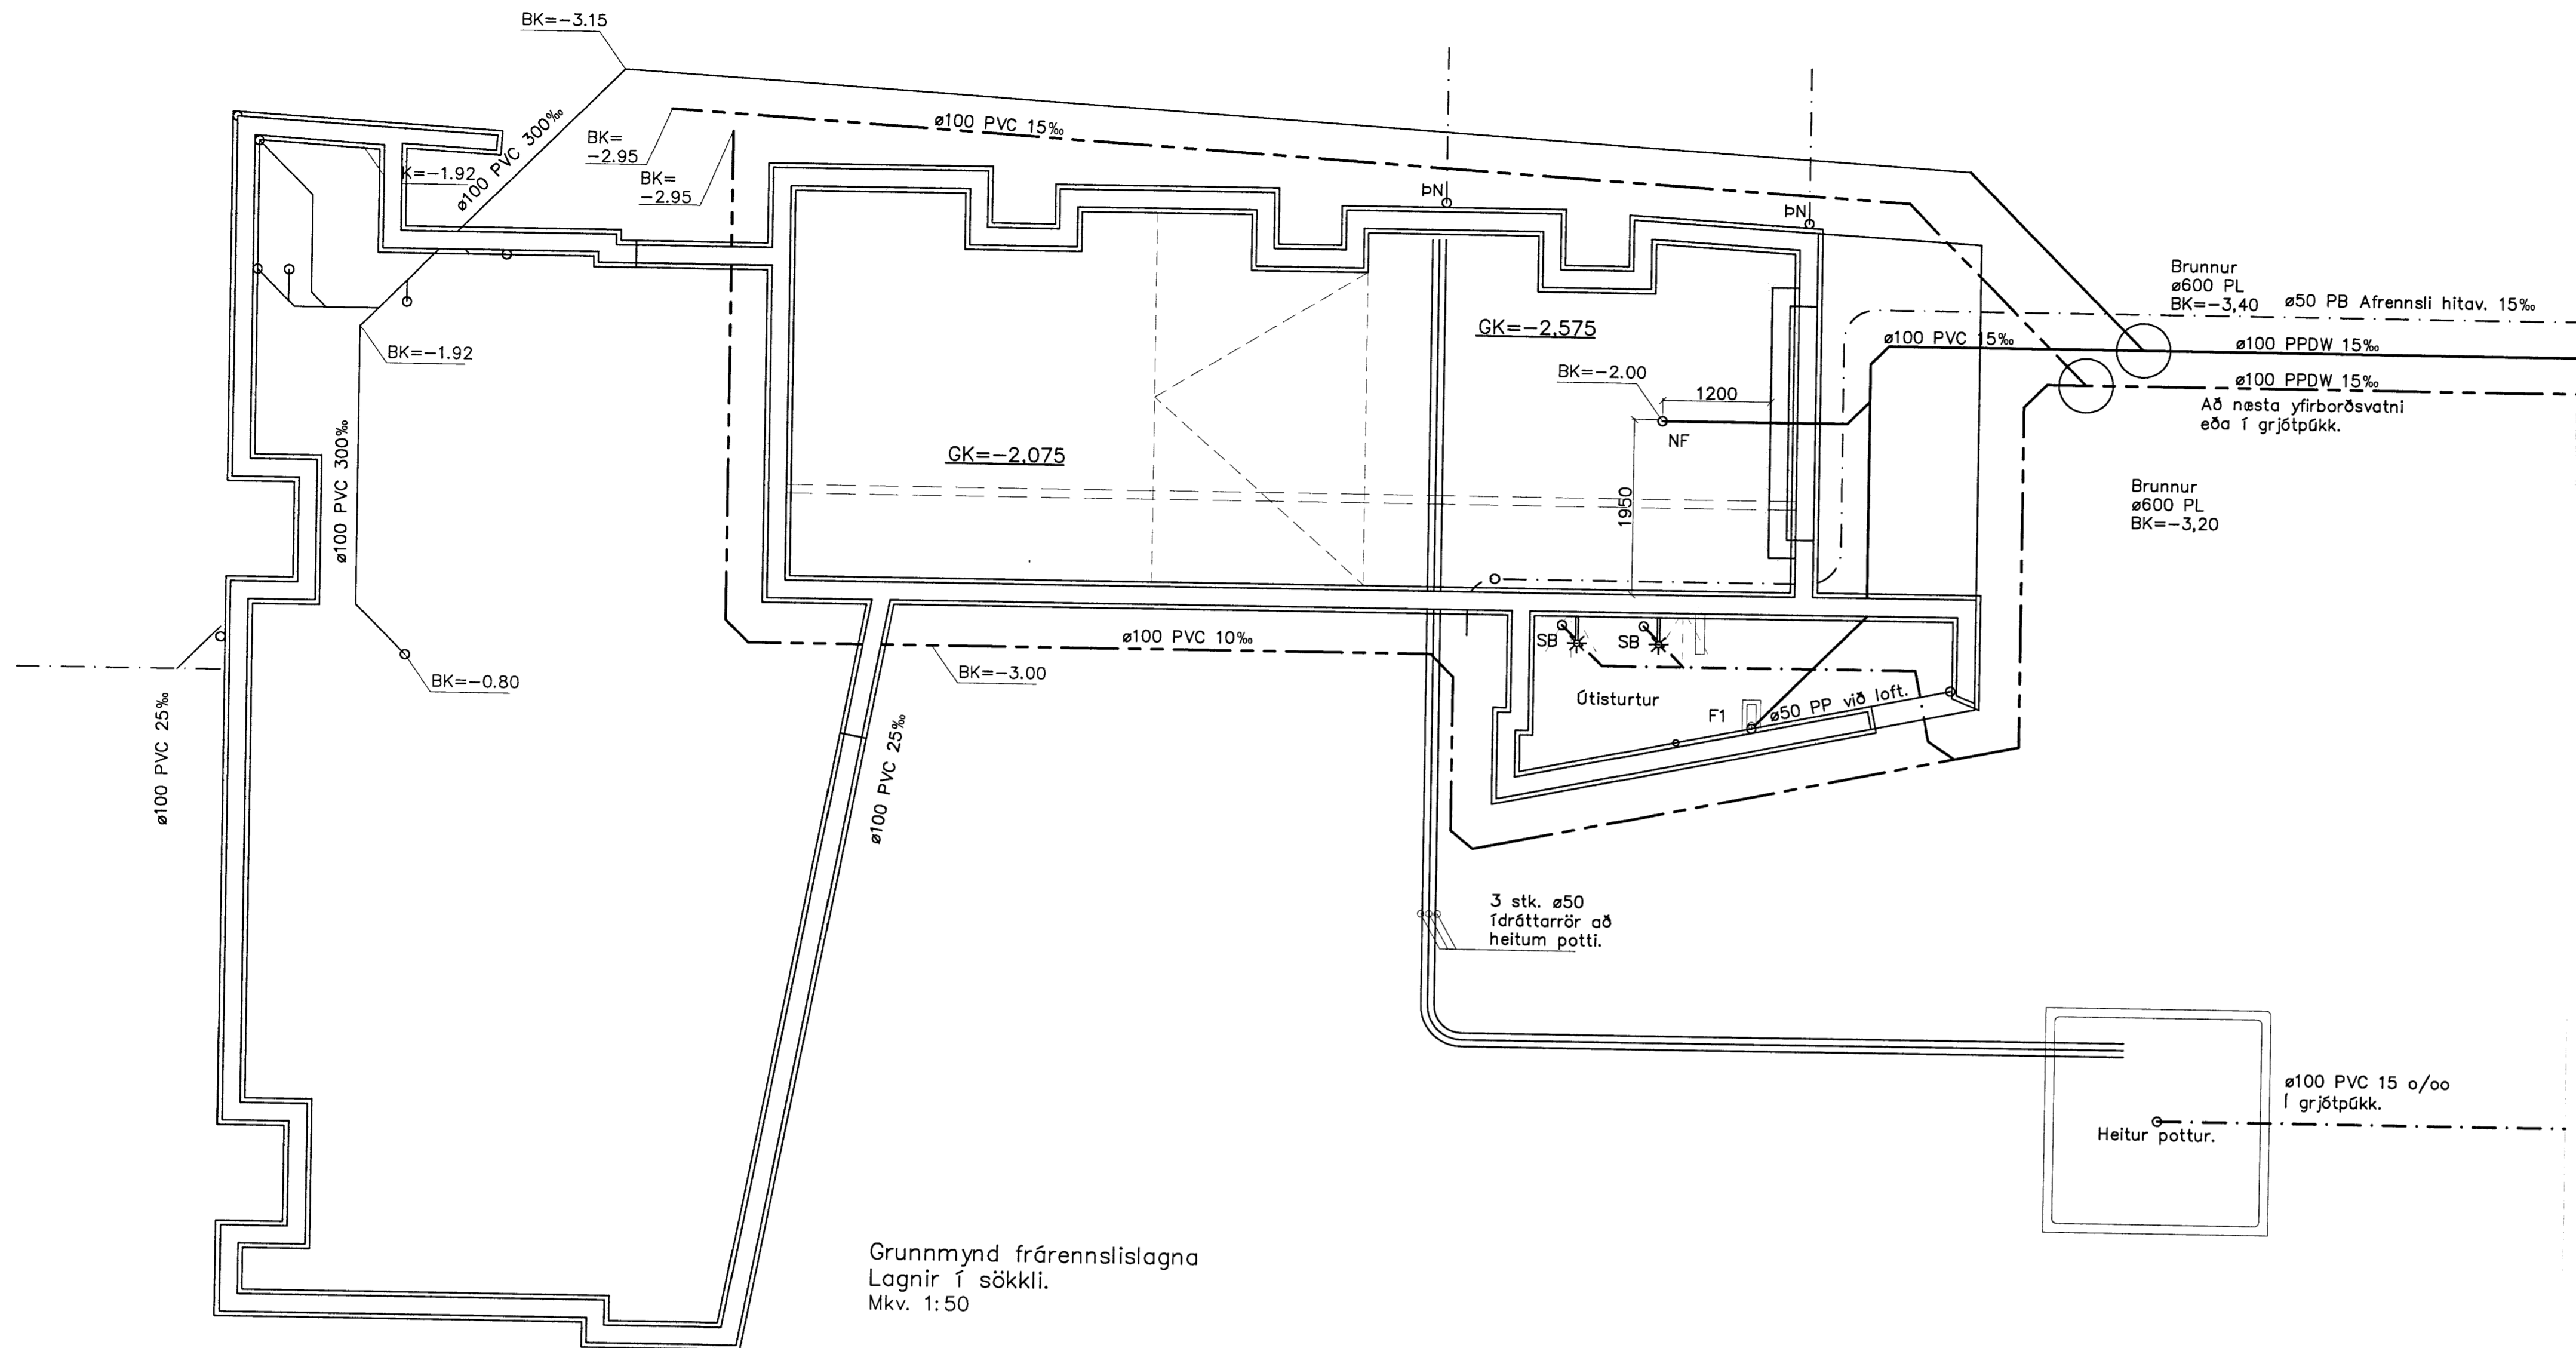 BK=-3.15
ø100 PVC 300‰
BK=
-2.95
BK=
-2.95
K=-1.92
ø100 PVC 15‰
ÞN
ÞN
Brunnur
ø600 PL
BK=-3,40
ø50 PB Afrennsli hitav. 15‰
ø100 PVC 15‰
ø100 PPDW 15‰
ø100 PPDW 15‰
Að næsta yfirborðsvatni
eða í grjótpúkk.
Brunnur
ø600 PL
BK=-3,20
BK=-1.92
GK=-2,575
BK=-2.00
1200
NF
1950
GK=-2,075
ø100 PVC 300‰
BK=-0.80
ø100 PVC 25‰
ø100 PVC 10‰
BK=-3.00
ø100 PVC 25‰
SB
SB
Útisturtur
F1
ø50 PP við loft.
3 stk. ø50
ídráttarrör að
heitum potti.
ø100 PVC 15 o/oo
Í grjótpúkk.
Heitur pottur.
Grunnmynd frárennslislagna
Lagnir í sökkli.
Mkv. 1:50